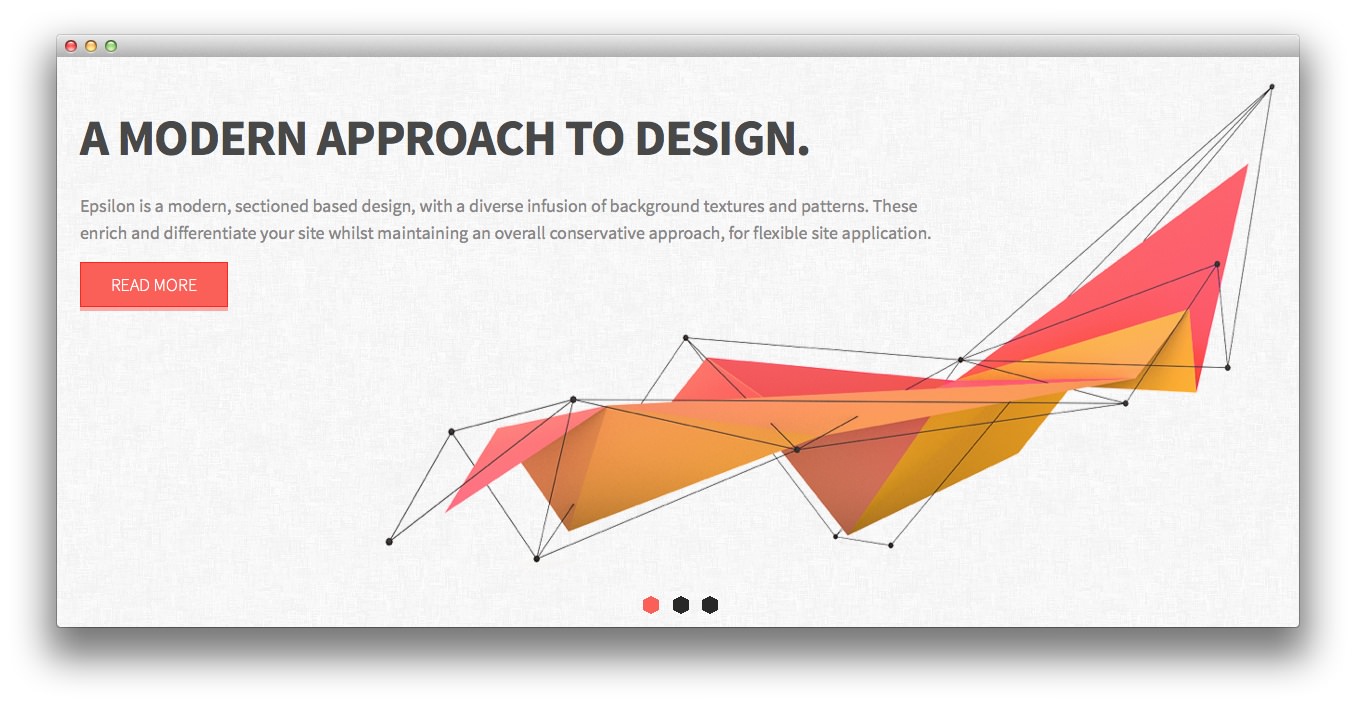 A MODERN APPROACH TO DESIGN.
Epsilon is a modern, sectioned based design, with a diverse infusion of background textures and patterns. These
enrich and differentiate your site whilst maintaining an overall conservative approach, for flexible site application.
READ MORE